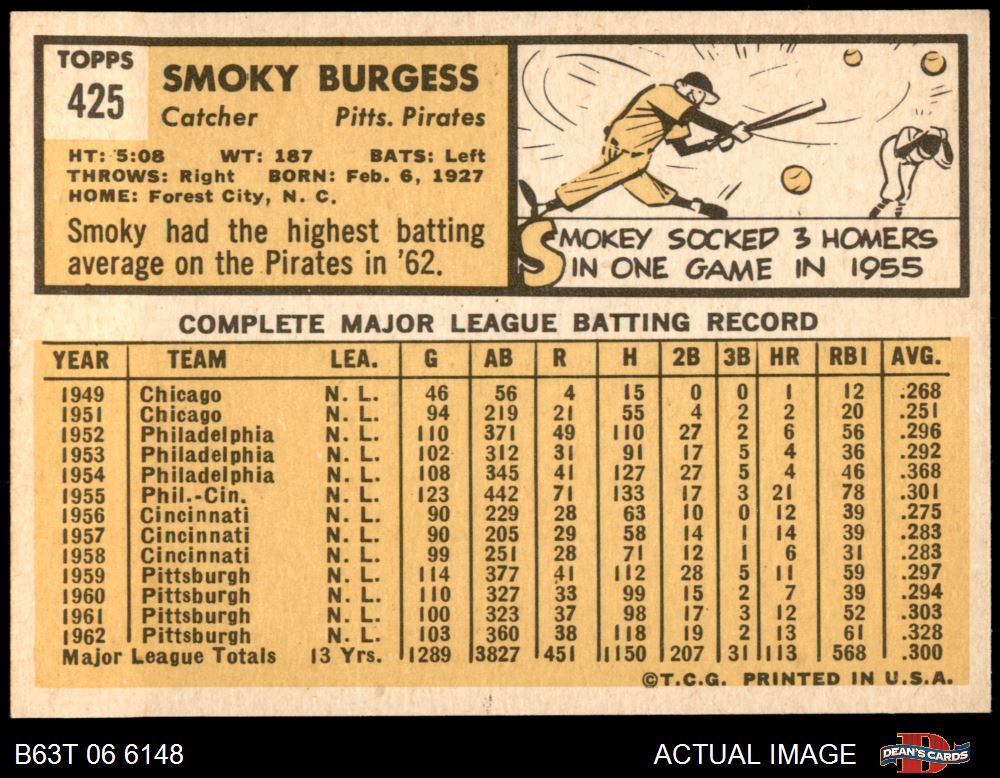 TOPPS
425
SMOKY BURGESS
Catcher Pitts. Pirates
HT: 5:08 WT: 187 BATS: Left
THROWS: Right BORN: Feb. 6, 1927
HOME: Forest City, N. C.
Smoky had the highest batting
average on the Pirates in '62.
SMOKEY SOCKED 3 HOMERS
IN ONE GAME IN 1955
COMPLETE MAJOR LEAGUE BATTING RECORD
YEAR TEAM LEA. G AB R H 2B 3B HR RBI AVG.
1949 Chicago N. L. 46 56 4 15 0 0 1 12 .268
1951 Chicago N. L. 94 219 21 55 4 2 2 20 .251
1952 Philadelphia N. L. 110 371 49 110 27 2 6 56 .296
1953 Philadelphia N. L. 102 312 31 91 17 5 4 36 .292
1954 Philadelphia N. L. 108 345 41 127 27 5 4 46 .368
1955 Phil.-Cin. N. L. 123 442 71 133 17 3 21 78 .301
1956 Cincinnati N. L. 90 229 28 63 10 0 12 39 .275
1957 Cincinnati N. L. 90 205 29 58 14 1 14 39 .283
1958 Cincinnati N. L. 99 251 28 71 12 1 6 31 .283
1959 Pittsburgh N. L. 114 377 41 112 28 5 11 59 .297
1960 Pittsburgh N. L. 110 327 33 99 15 2 7 39 .294
1961 Pittsburgh N. L. 100 323 37 98 17 3 12 52 .303
1962 Pittsburgh N. L. 103 360 38 118 19 2 13 61 .328
Major League Totals 13 Yrs. 1289 3827 451 1150 207 31 113 568 .300
©T.C.G. PRINTED IN U.S.A.
B63T 06 6148 ACTUAL IMAGE DEAN'S CARDS